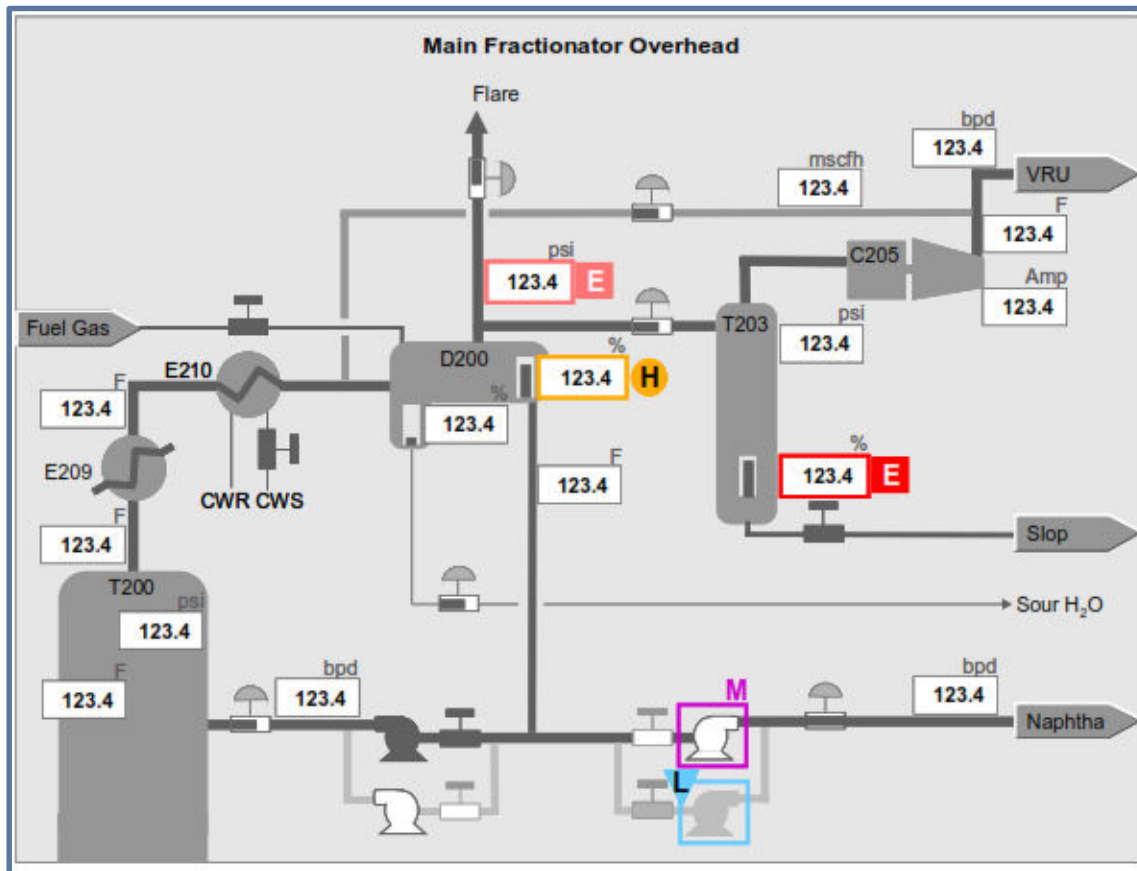 Main Fractionator Overhead
Flare
bpd
123.4
mscfh
123.4
VRU
F
123.4
psi
123.4
E
C205
Amp
123.4
Fuel Gas
T203
psi
123.4
E210
D200
%
123.4
H
F
123.4
%
123.4
E209
F
123.4
%
123.4
E
CWR CWS
F
123.4
Slop
T200
psi
123.4
Sour H₂O
F
123.4
bpd
123.4
M
bpd
123.4
Naphtha
L